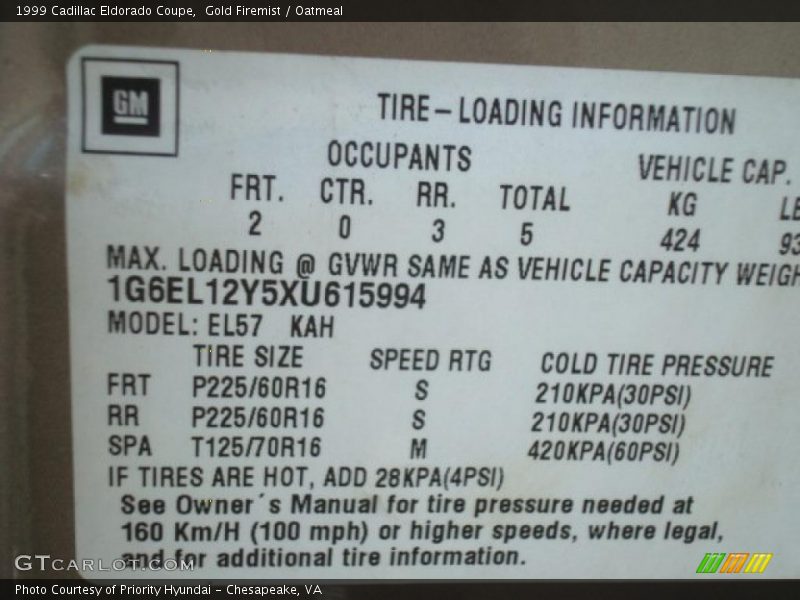 1999 Cadillac Eldorado Coupe,  Gold Firemist / Oatmeal
GM
TIRE-LOADING INFORMATION
OCCUPANTS VEHICLE CAP.
FRT. CTR. RR. TOTAL KG
2 0 3 5 424
MAX. LOADING @ GVWR SAME AS VEHICLE CAPACITY
1G6EL12Y5XU615994
MODEL: EL57 KAH
TIRE SIZE SPEED RTG COLD TIRE PRESSURE
FRT P225/60R16 S 210KPA(30PSI)
RR P225/60R16 S 210KPA(30PSI)
SPA T125/70R16 M 420KPA(60PSI)
IF TIRES ARE HOT, ADD 28KPA(4PSI)
See Owner´s Manual for tire pressure needed at
160 Km/H (100 mph) or higher speeds, where legal,
and for additional tire information.
GTCARLOT.COM
Photo Courtesy of Priority Hyundai - Chesapeake, VA